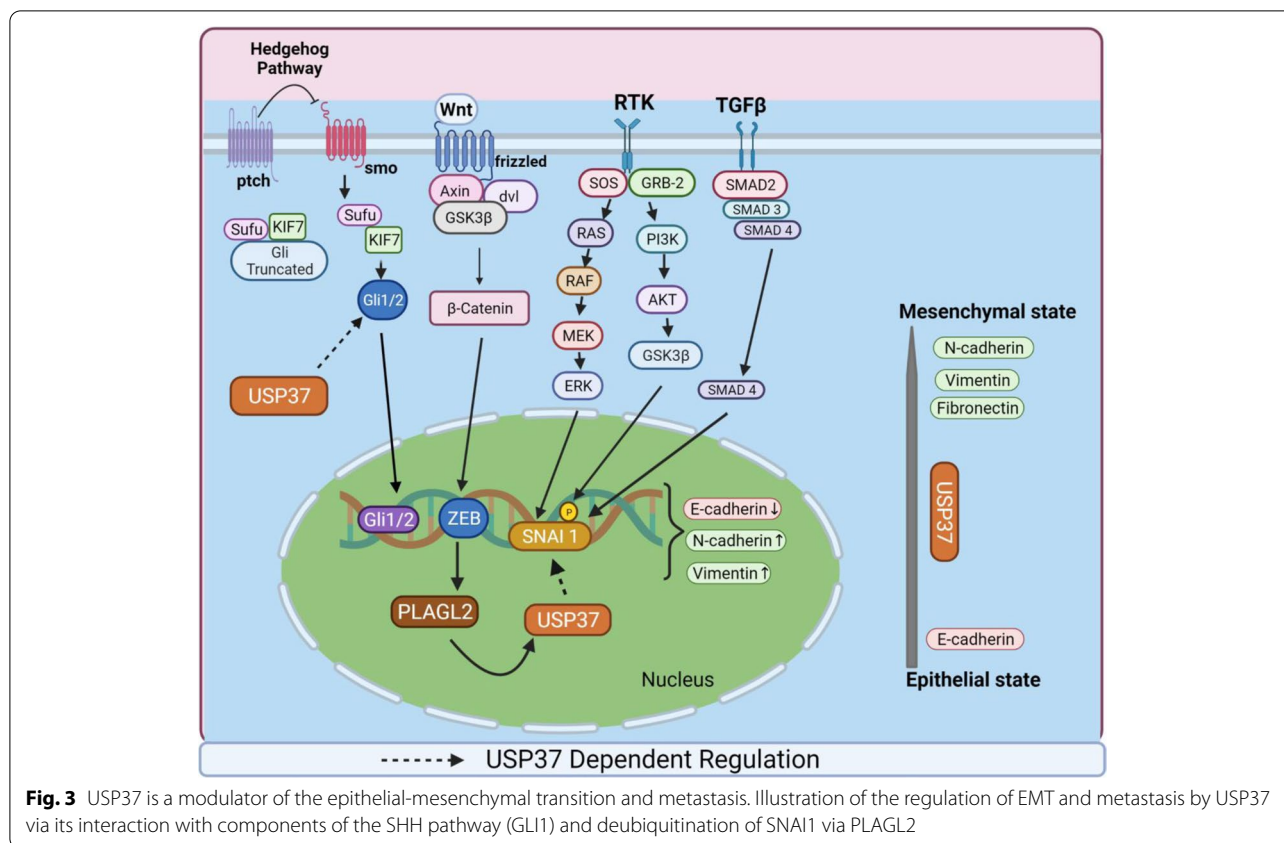 Hedgehog
Pathway
ptch
smo
Sufu
KIF7
Gli
Truncated
Sufu
KIF7
Gli1/2
USP37
Wnt
frizzled
Axin
dvl
GSK3β
β-Catenin
RTK
SOS
GRB-2
RAS
RAF
MEK
ERK
PI3K
AKT
GSK3β
TGFβ
SMAD2
SMAD 3
SMAD 4
SMAD 4
Gli1/2
ZEB
P
SNAI 1
PLAGL2
USP37
E-cadherin↓
N-cadherin↑
Vimentin↑
Nucleus
Mesenchymal state
N-cadherin
Vimentin
Fibronectin
USP37
E-cadherin
Epithelial state
USP37 Dependent Regulation
Fig. 3 USP37 is a modulator of the epithelial-mesenchymal transition and metastasis. Illustration of the regulation of EMT and metastasis by USP37
via its interaction with components of the SHH pathway (GLI1) and deubiquitination of SNAI1 via PLAGL2